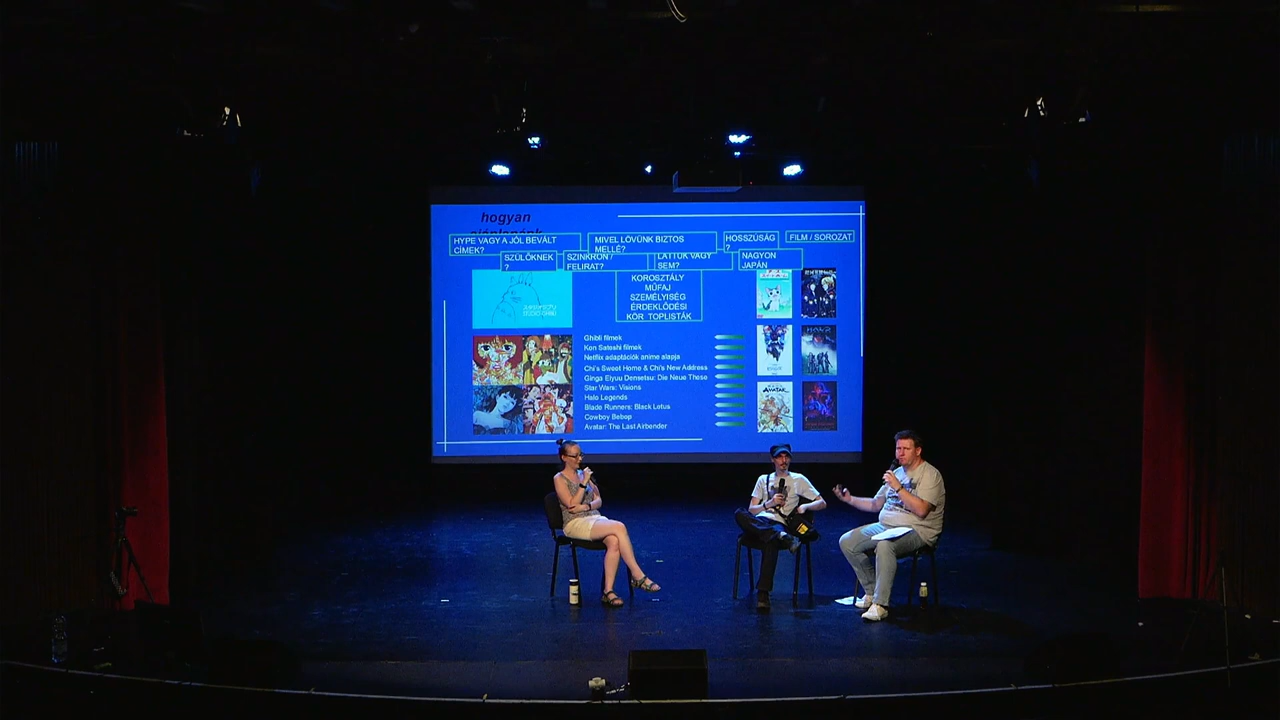 hogyan
ajánlanánk
HYPE VAGY A JÓL BEVÁLT
CÍMEK?
MIVEL LÖVÜNK BIZTOS
MELLÉ?
HOSSZÚSÁG
?
FILM / SOROZAT
SZÜLŐKNEK
?
SZINKRON /
FELIRAT?
LÁTTUK VAGY
SEM?
NAGYON
JAPÁN
KOROSZTÁLY
MŰFAJ
SZEMÉLYISÉG
ÉRDEKLŐDÉSI
KÖR TOPLISTÁK
Ghibli filmek
Kon Satoshi filmek
Netflix adaptációk anime alapja
Chi's Sweet Home & Chi's New Address
Ginga Eiyuu Densetsu: Die Neue These
Star Wars: Visions
Halo Legends
Blade Runners: Black Lotus
Cowboy Bebop
Avatar: The Last Airbender
AVATAR